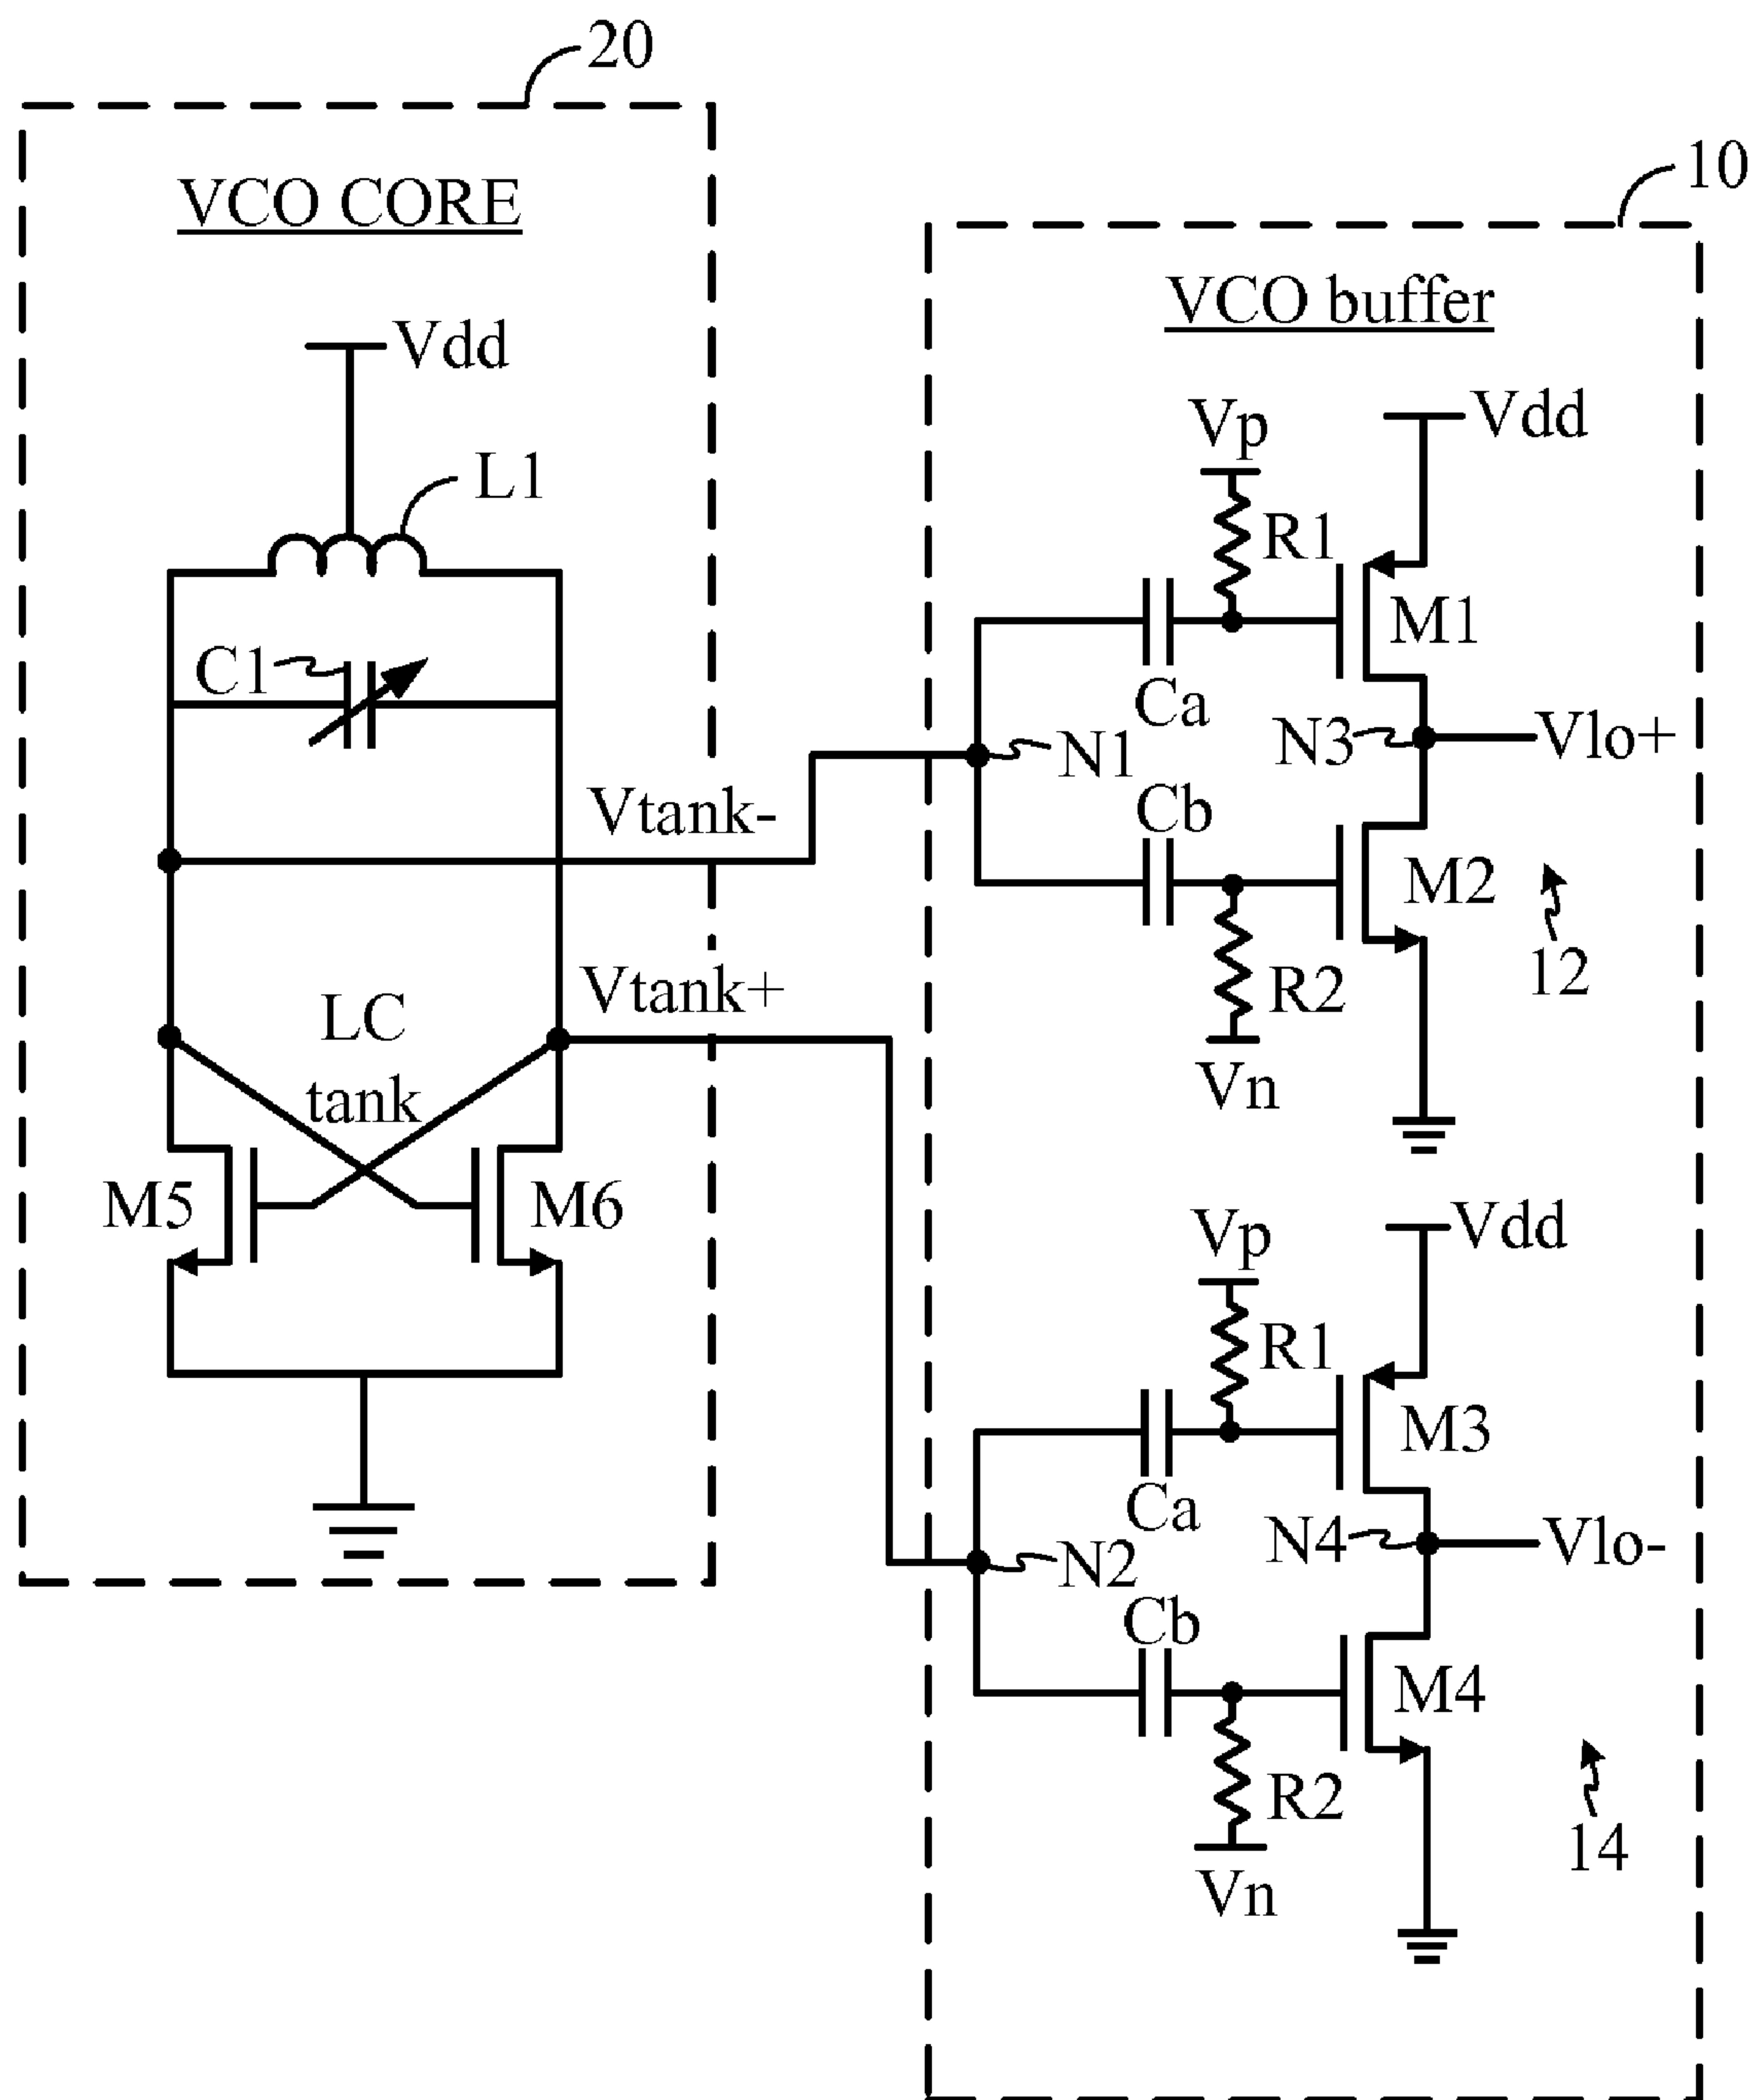 20
VCO CORE
Vdd
L1
C1
Vtank-
Vtank+
LC
tank
M5
M6
10
VCO buffer
Vp
Vdd
R1
M1
Ca
N1
N3
Vlo+
Cb
M2
R2
12
Vn
Vp
Vdd
R1
M3
Ca
N2
N4
Vlo-
Cb
M4
R2
14
Vn